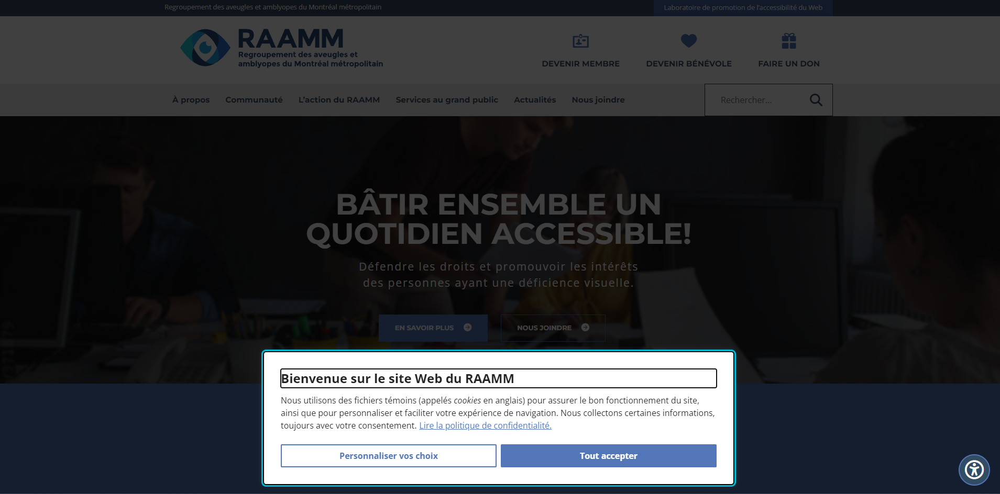 Regroupement des aveugles et amblyopes du Montréal métropolitain
Laboratoire de promotion de l'accessibilité du Web
RAAMM
Regroupement des aveugles et
amblyopes du Montréal métropolitain
DEVENIR MEMBRE
DEVENIR BÉNÉVOLE
FAIRE UN DON
À propos
Communauté
L'action du RAAMM
Services au grand public
Actualités
Nous joindre
Rechercher...
BÂTIR ENSEMBLE UN
QUOTIDIEN ACCESSIBLE!
Défendre les droits et promouvoir les intérêts
des personnes ayant une déficience visuelle.
EN SAVOIR PLUS
NOUS JOINDRE
Bienvenue sur le site Web du RAAMM
Nous utilisons des fichiers témoins (appelés cookies en anglais) pour assurer le bon fonctionnement du site,
ainsi que pour personnaliser et faciliter votre expérience de navigation. Nous collectons certaines informations,
toujours avec votre consentement. Lire la politique de confidentialité.
Personnaliser vos choix
Tout accepter